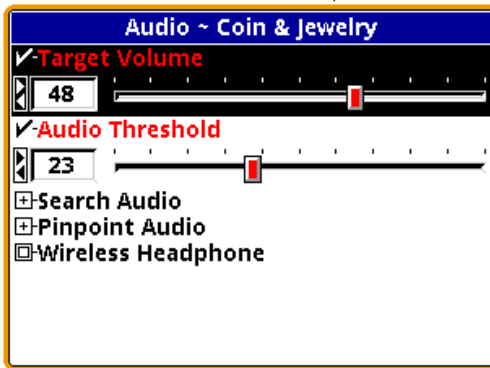 Audio ~ Coin & Jewelry
Target Volume
48
Audio Threshold
23
Search Audio
Pinpoint Audio
Wireless Headphone